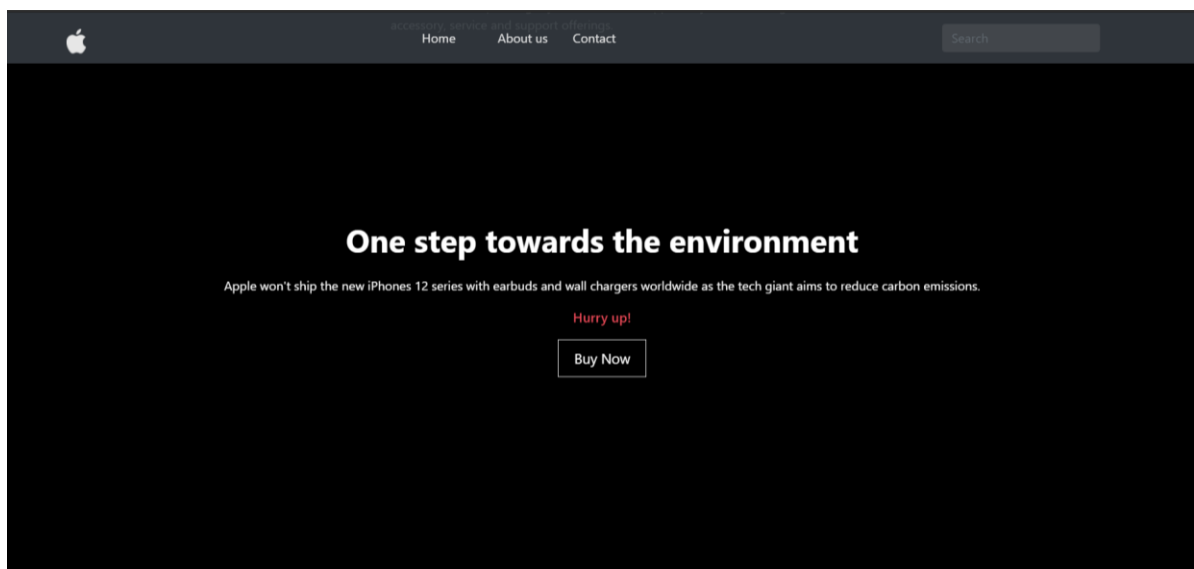 accessory, service and support offerings.
Home About us Contact Search
One step towards the environment
Apple won't ship the new iPhones 12 series with earbuds and wall chargers worldwide as the tech giant aims to reduce carbon emissions.
Hurry up!
Buy Now